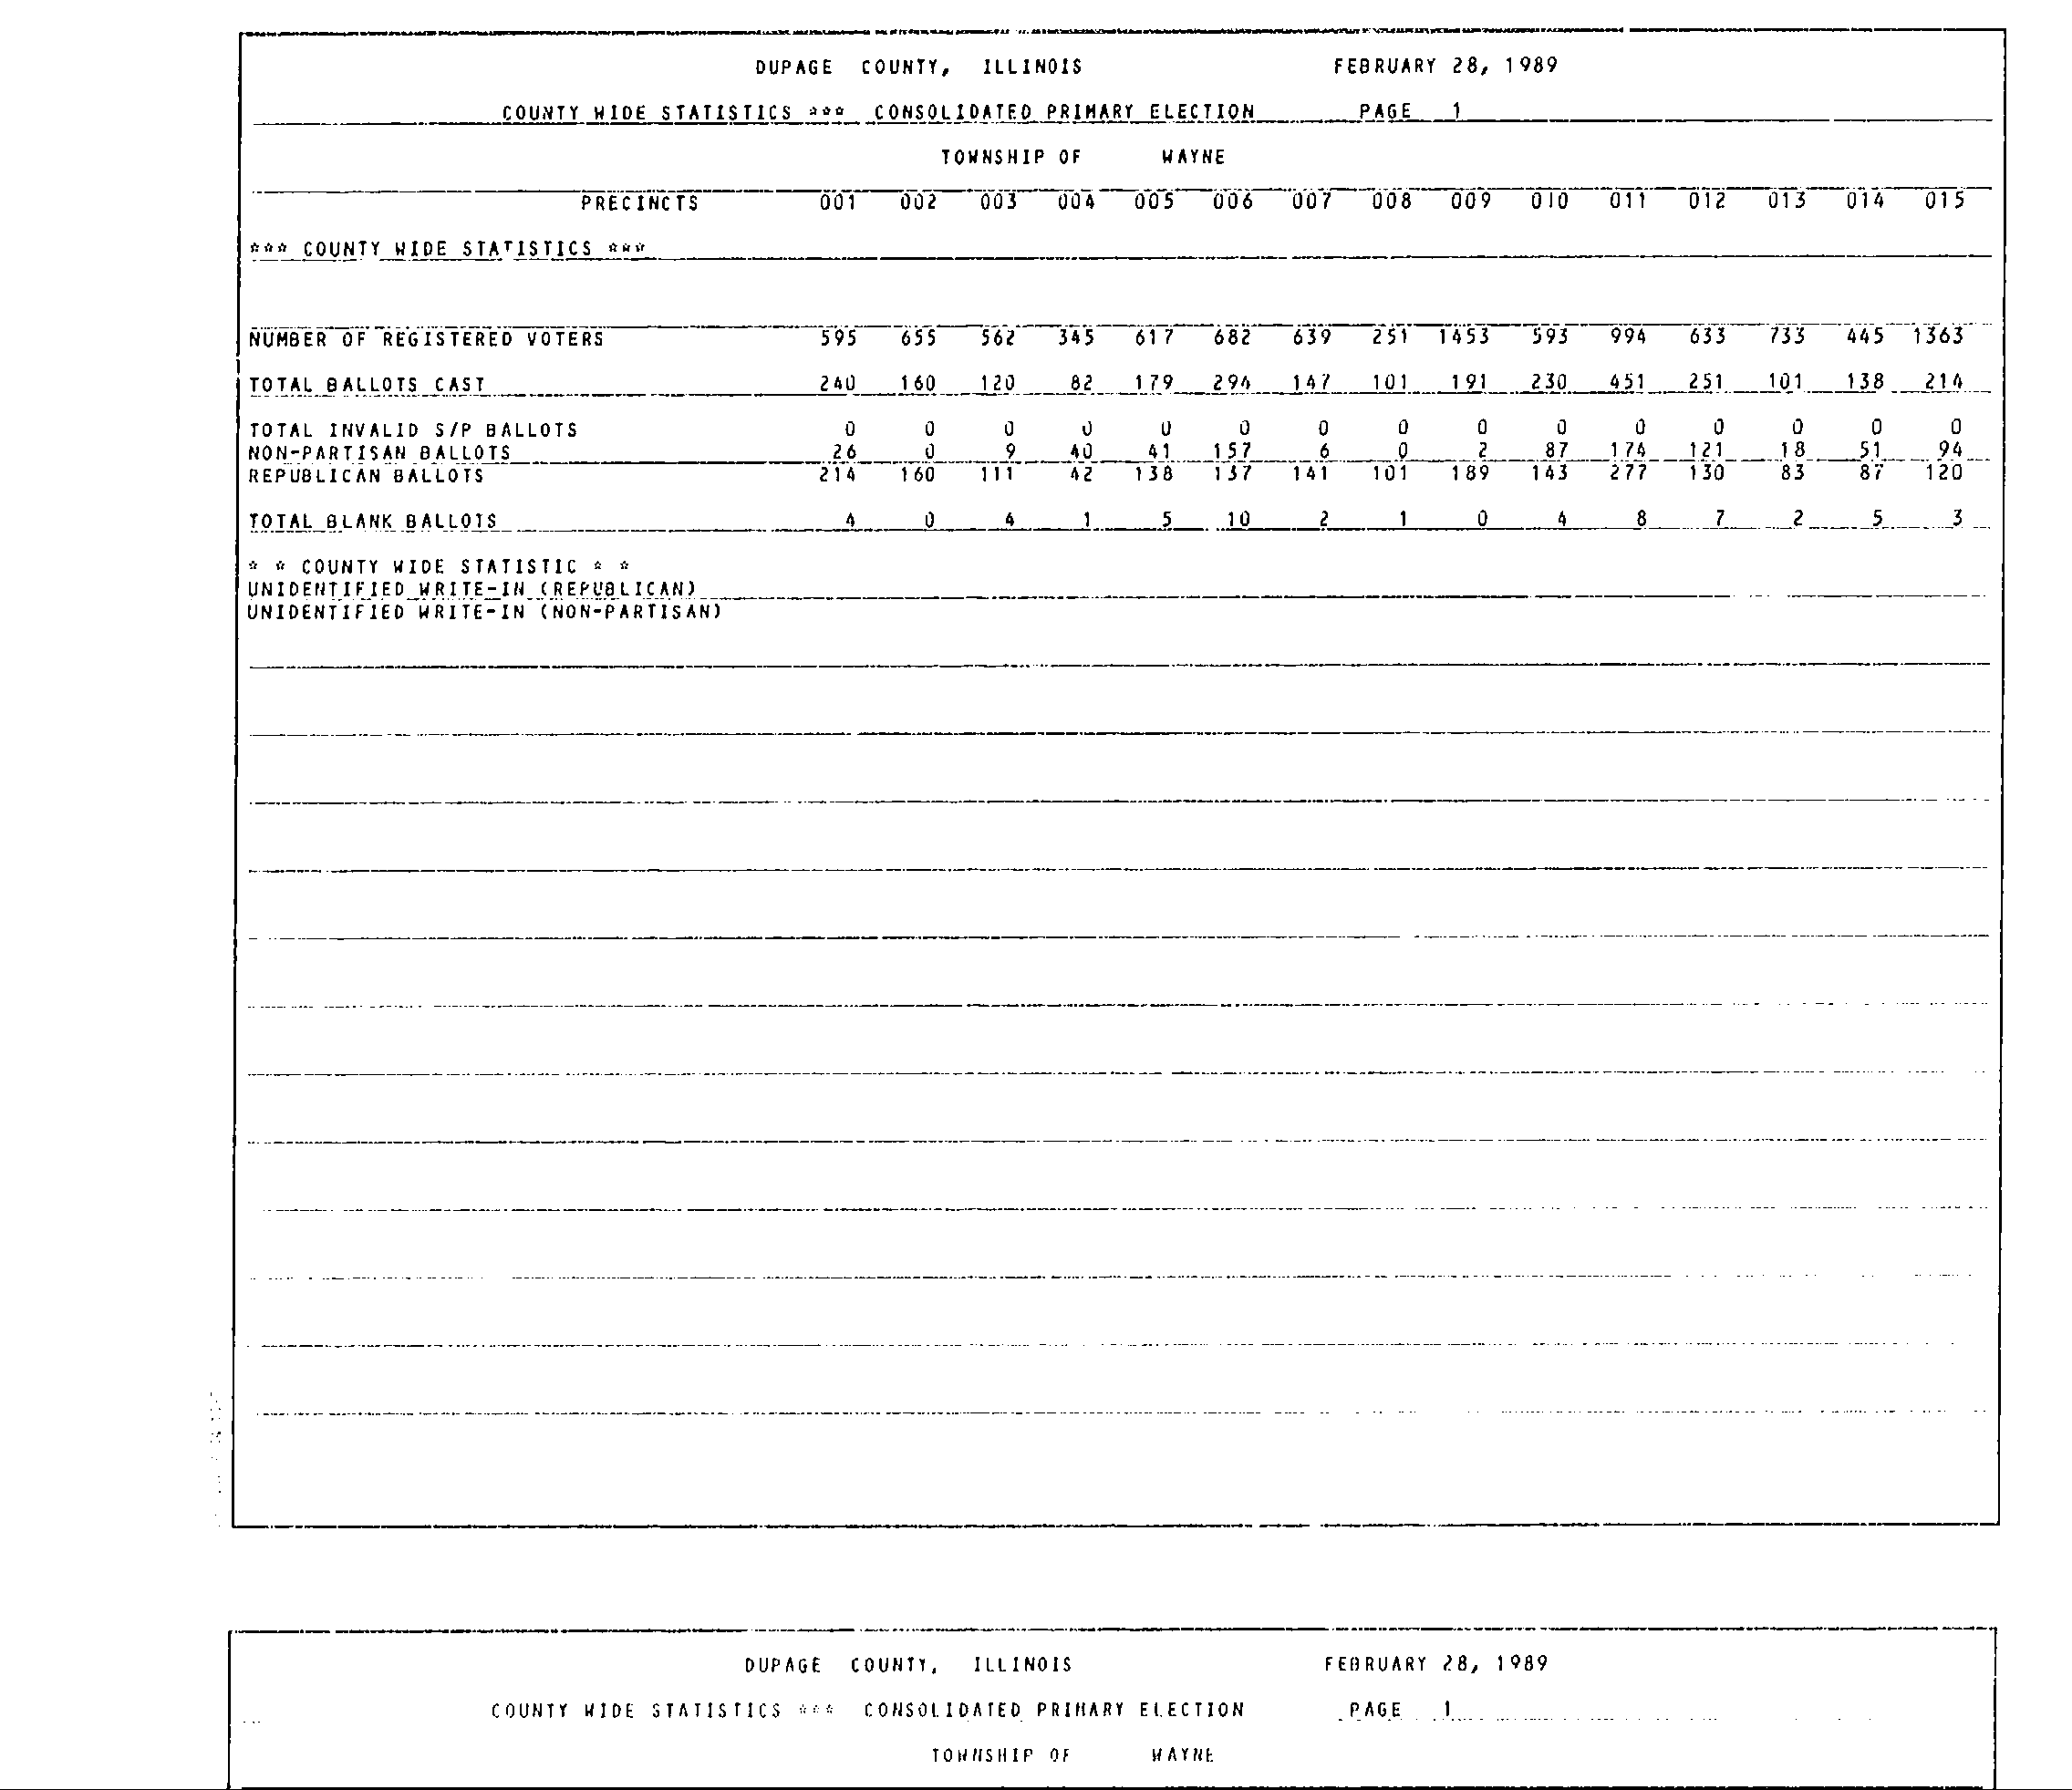 DUPAGE COUNTY, ILLINOIS FEBRUARY 28, 1989
COUNTY WIDE STATISTICS *** CONSOLIDATED PRIMARY ELECTION PAGE 1
TOWNSHIP OF WAYNE
PRECINCTS 001 002 003 004 005 006 007 008 009 010 011 012 013 014 015
*** COUNTY WIDE STATISTICS ***
NUMBER OF REGISTERED VOTERS 595 655 562 345 617 682 639 251 1453 593 994 633 733 445 1363
TOTAL BALLOTS CAST 240 160 120 82 179 294 147 101 191 230 451 251 101 138 214
TOTAL INVALID S/P BALLOTS 0 0 0 0 0 0 0 0 0 0 0 0 0 0 0
NON-PARTISAN BALLOTS 26 0 9 40 41 157 6 0 2 87 174 121 18 51 94
REPUBLICAN BALLOTS 214 160 111 42 138 137 141 101 189 143 277 130 83 87 120
TOTAL BLANK BALLOTS 4 0 4 1 5 10 2 1 0 4 8 7 2 5 3
* * COUNTY WIDE STATISTIC * *
UNIDENTIFIED WRITE-IN (REPUBLICAN)
UNIDENTIFIED WRITE-IN (NON-PARTISAN)
DUPAGE COUNTY, ILLINOIS FEBRUARY 28, 1989
COUNTY WIDE STATISTICS *** CONSOLIDATED PRIMARY ELECTION PAGE 1
TOWNSHIP OF WAYNE